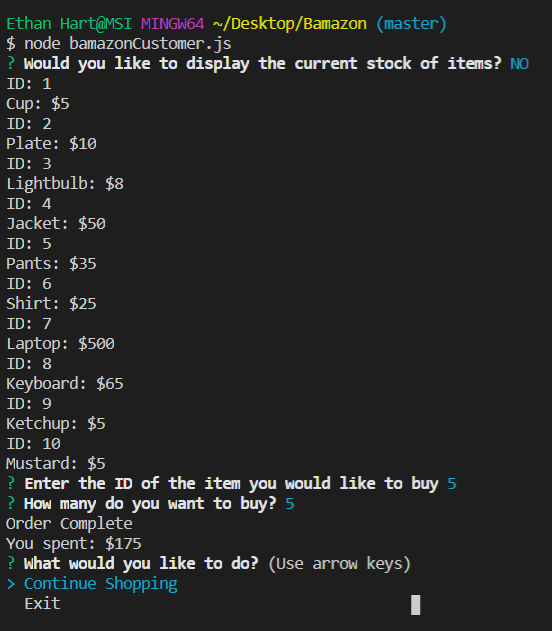 Ethan Hart@MSI MINGW64 ~/Desktop/Bamazon (master)
$ node bamazonCustomer.js
? Would you like to display the current stock of items? NO
ID: 1
Cup: $5
ID: 2
Plate: $10
ID: 3
Lightbulb: $8
ID: 4
Jacket: $50
ID: 5
Pants: $35
ID: 6
Shirt: $25
ID: 7
Laptop: $500
ID: 8
Keyboard: $65
ID: 9
Ketchup: $5
ID: 10
Mustard: $5
? Enter the ID of the item you would like to buy 5
? How many do you want to buy? 5
Order Complete
You spent: $175
? What would you like to do? (Use arrow keys)
> Continue Shopping
  Exit